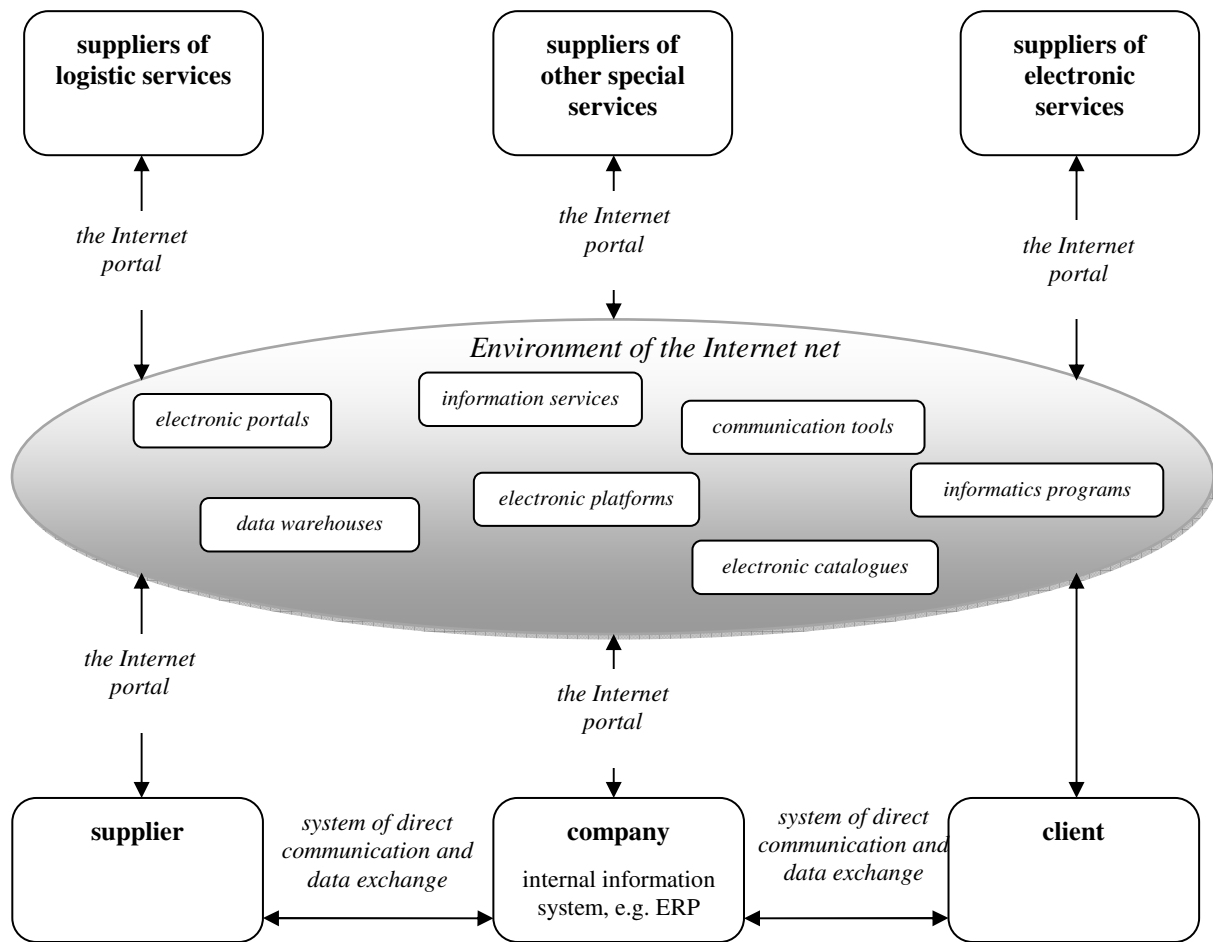 suppliers of
logistic services
suppliers of
other special
services
suppliers of
electronic
services
the Internet
portal
the Internet
portal
the Internet
portal
Environment of the Internet net
electronic portals
information services
communication tools
informatics programs
data warehouses
electronic platforms
electronic catalogues
the Internet
portal
the Internet
portal
supplier
system of direct
communication and
data exchange
company
internal information
system, e.g. ERP
system of direct
communication and
data exchange
client